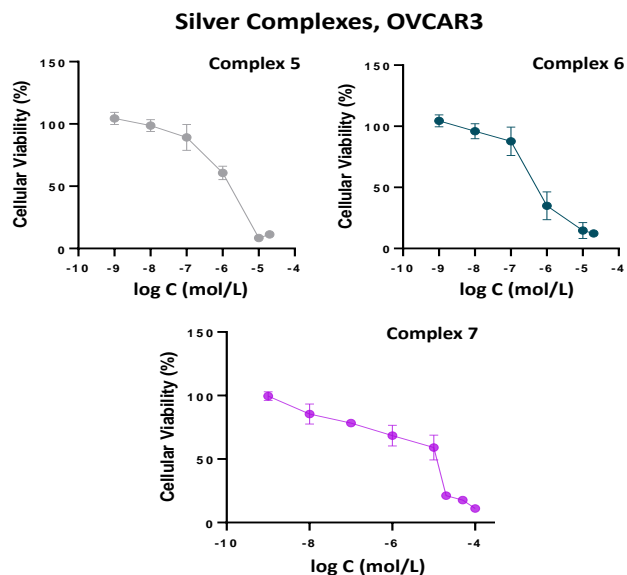 Silver Complexes, OVCAR3
Complex 5
Cellular Viability (%)
150
100
50
0
-10 -9 -8 -7 -6 -5 -4
log C (mol/L)
Complex 6
Cellular Viability (%)
150
100
50
0
-10 -9 -8 -7 -6 -5 -4
log C (mol/L)
Complex 7
Cellular Viability (%)
150
100
50
0
-10 -8 -6 -4
log C (mol/L)